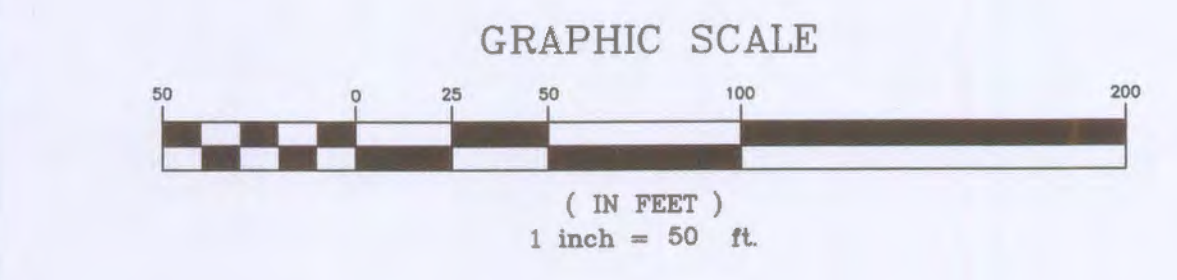 GRAPHIC SCALE
50 0 25 50 100 200
( IN FEET )
1 inch = 50 ft.